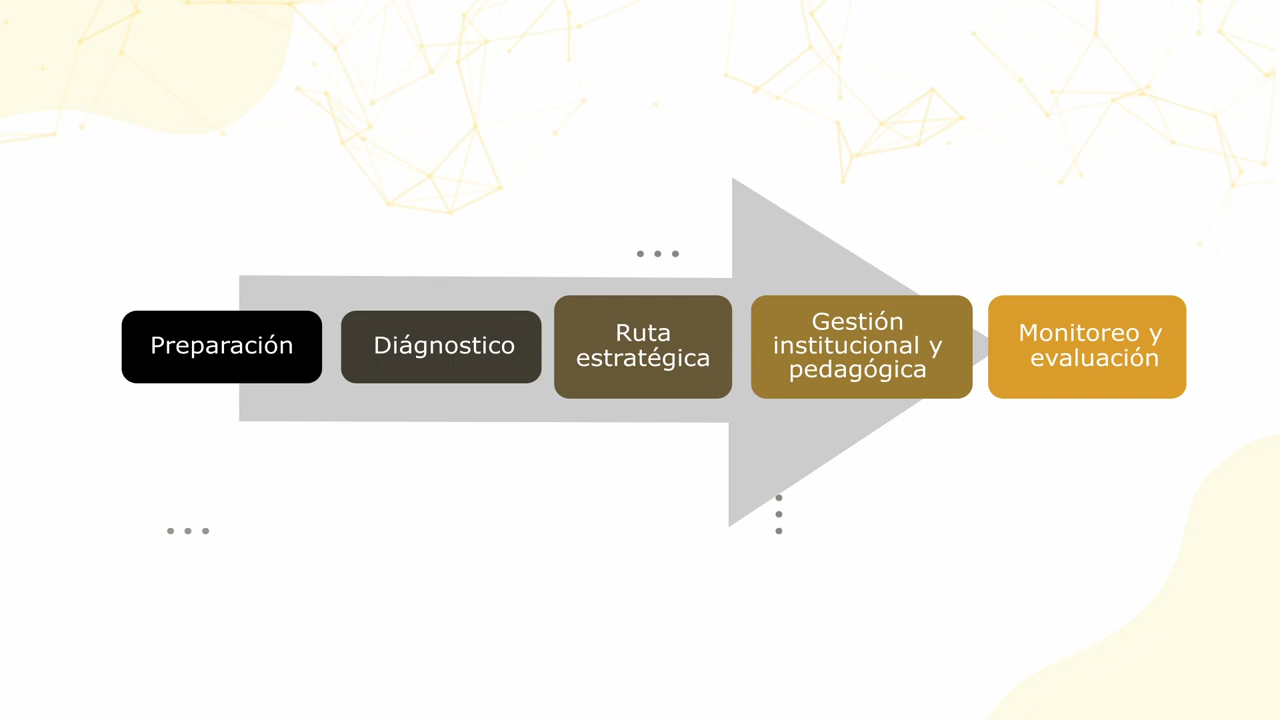 Preparación
Diágnostico
Ruta
estratégica
Gestión
institucional y
pedagógica
Monitoreo y
evaluación